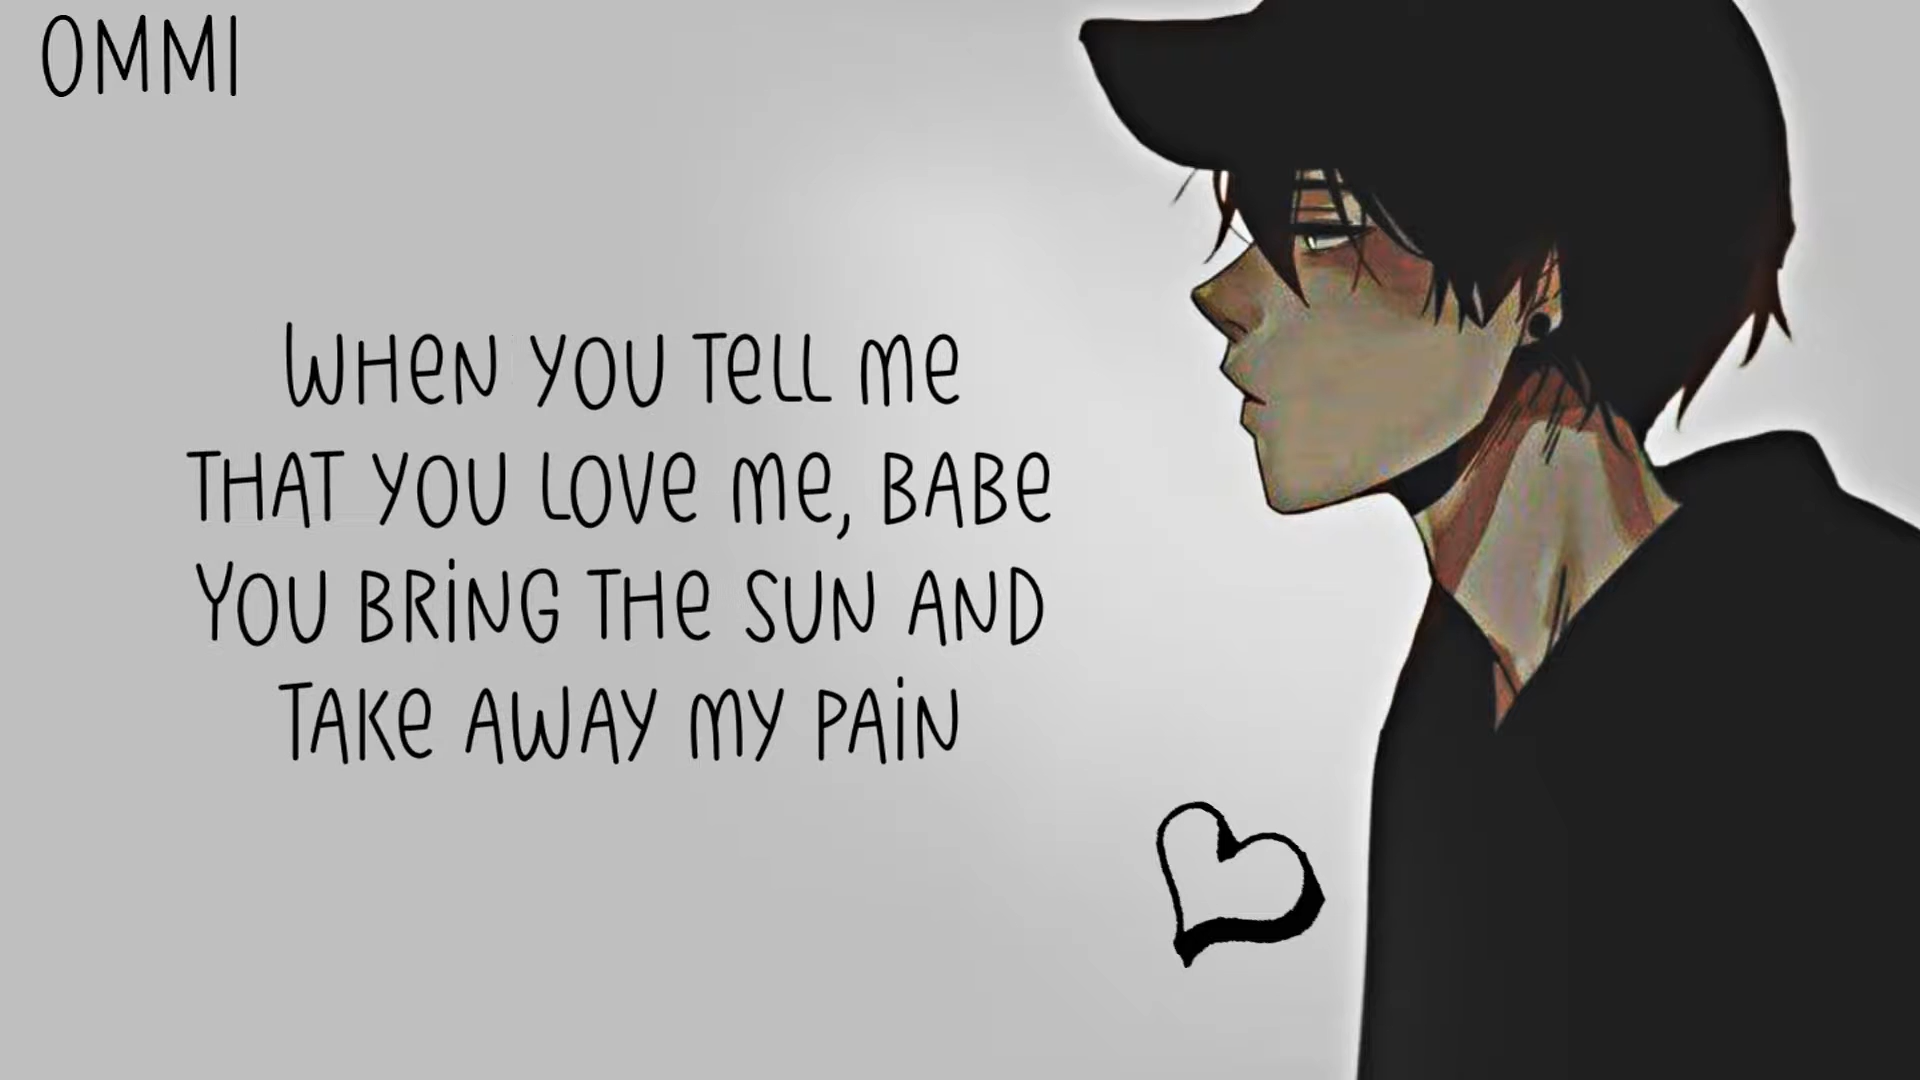 OMMI
WHeN YOU TeLL me
THAT YOU LOVe me, BABe
YOU BRiNG THe SUN AND
TAKe AWAY mY PAiN